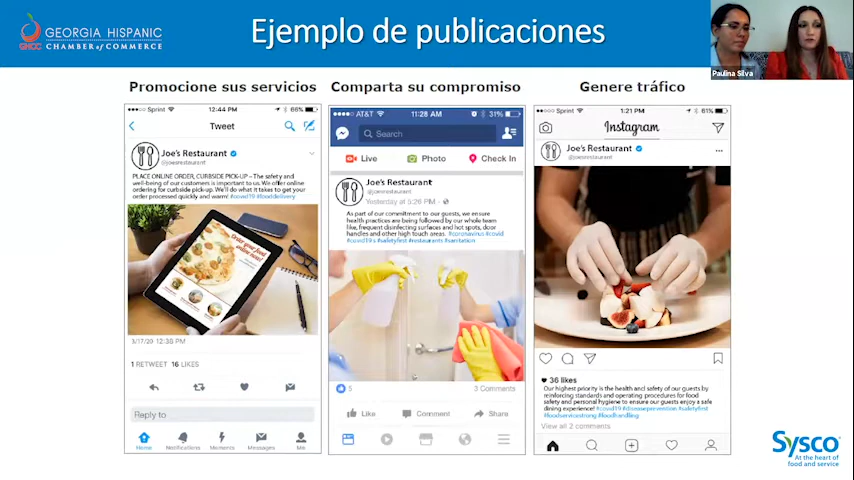 GEORGIA HISPANIC
GHCC CHAMBER of COMMERCE
Ejemplo de publicaciones
Paulina Silva
Promocione sus servicios
Comparta su compromiso
Genere tráfico
Sprint 12:44 PM 66%
Tweet
Joe's Restaurant
@joesrestaurant
PLACE ONLINE ORDER, CURBSIDE PICK-UP – The safety and
well-being of our customers is important to us. We offer online
ordering for curbside pick-up. We'll do what it takes to get your
order processed quickly and warm! #covid19 #fooddelivery
Order your food
online now!
3/17/20 12:38 PM
1 RETWEET 16 LIKES
Reply to
Home Notifications Moments Messages Me
AT&T 11:28 AM 31%
Search
Live Photo Check In
Joe's Restaurant
@joesrestaurant
Yesterday at 5:26 PM
As part of our commitment to our guests, we ensure
health practices are being followed by our whole team
like, frequent disinfecting surfaces and hot spots, door
handles and other high touch areas. #coronavirus #covid
#covid19s #safetyfirst #restaurants #sanitation
5 3 Comments
Like Comment Share
Sprint 1:21 PM 61%
Instagram
Joe's Restaurant
@joesrestaurant
36 likes
Our highest priority is the health and safety of our guests by
reinforcing standards and operating procedures for food
safety and personal hygiene to ensure our guests enjoy a safe
dining experience! #covid19 #diseaseprevention #safetyfirst
#foodservicestrong #foodhandling
View all 2 comments
Sysco
At the heart of
food and service